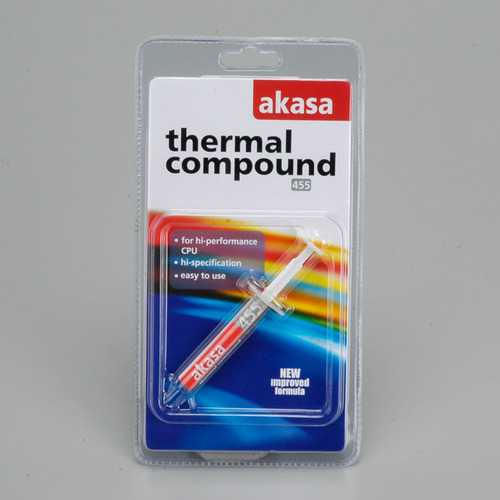 akasa
thermal
compound
455
• for hi-performance
CPU
• hi-specification
• easy to use
akasa 455
NEW
improved
formula